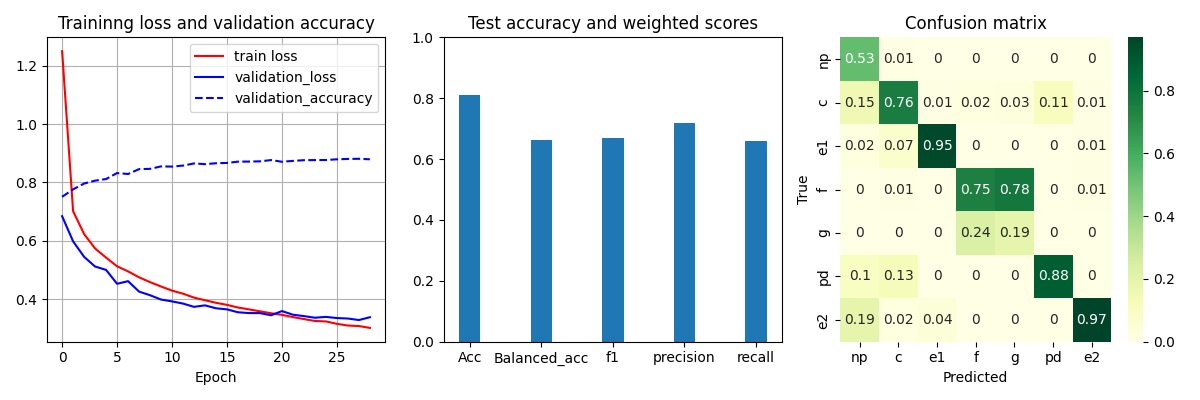 Traininng loss and validation accuracy
train loss
validation_loss
validation_accuracy
1.2
1.0
0.8
0.6
0.4
0 5 10 15 20 25
Epoch
Test accuracy and weighted scores
1.0
0.8
0.6
0.4
0.2
0.0
Acc Balanced_acc f1 precision recall
Confusion matrix
np 0.53 0.01 0 0 0 0 0
c 0.15 0.76 0.01 0.02 0.03 0.11 0.01
e1 0.02 0.07 0.95 0 0 0 0.01
f 0 0.01 0 0.75 0.78 0 0.01
g 0 0 0 0.24 0.19 0 0
pd 0.1 0.13 0 0 0 0.88 0
e2 0.19 0.02 0.04 0 0 0 0.97
np c e1 f g pd e2
True
Predicted
0.8
0.6
0.4
0.2
0.0